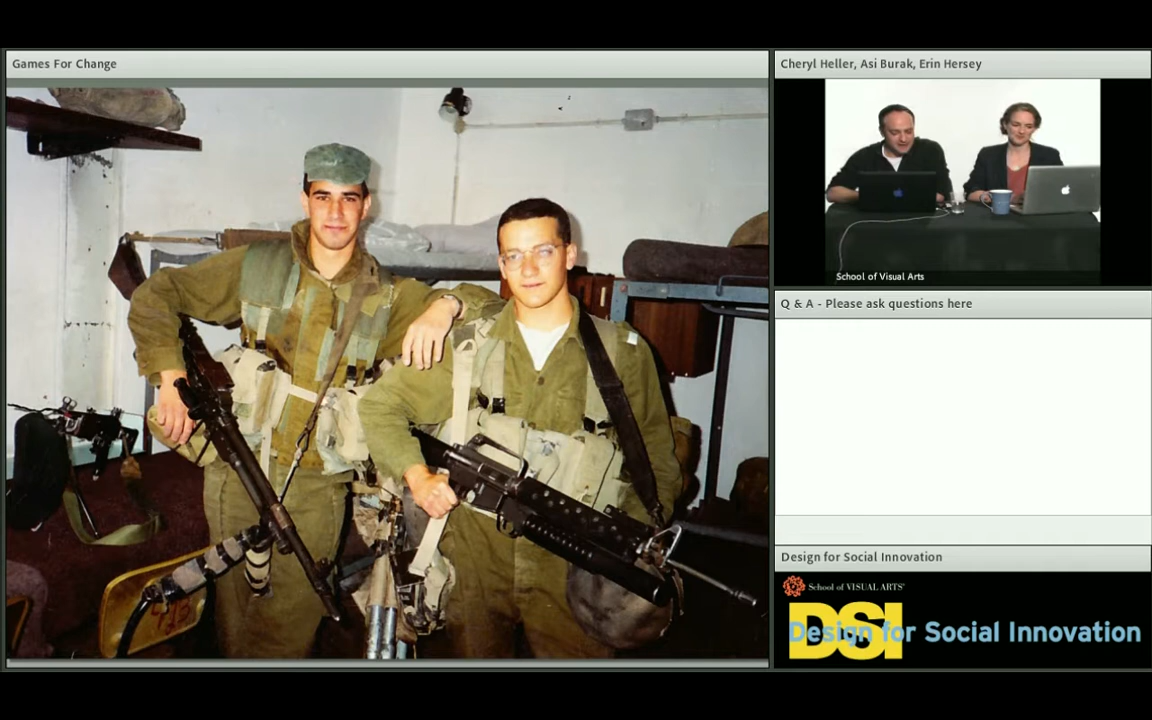 Games For Change
Cheryl Heller, Asi Burak, Erin Hersey
School of Visual Arts
Q & A - Please ask questions here
Design for Social Innovation
School of VISUAL ARTS®
DSI
Design for Social Innovation